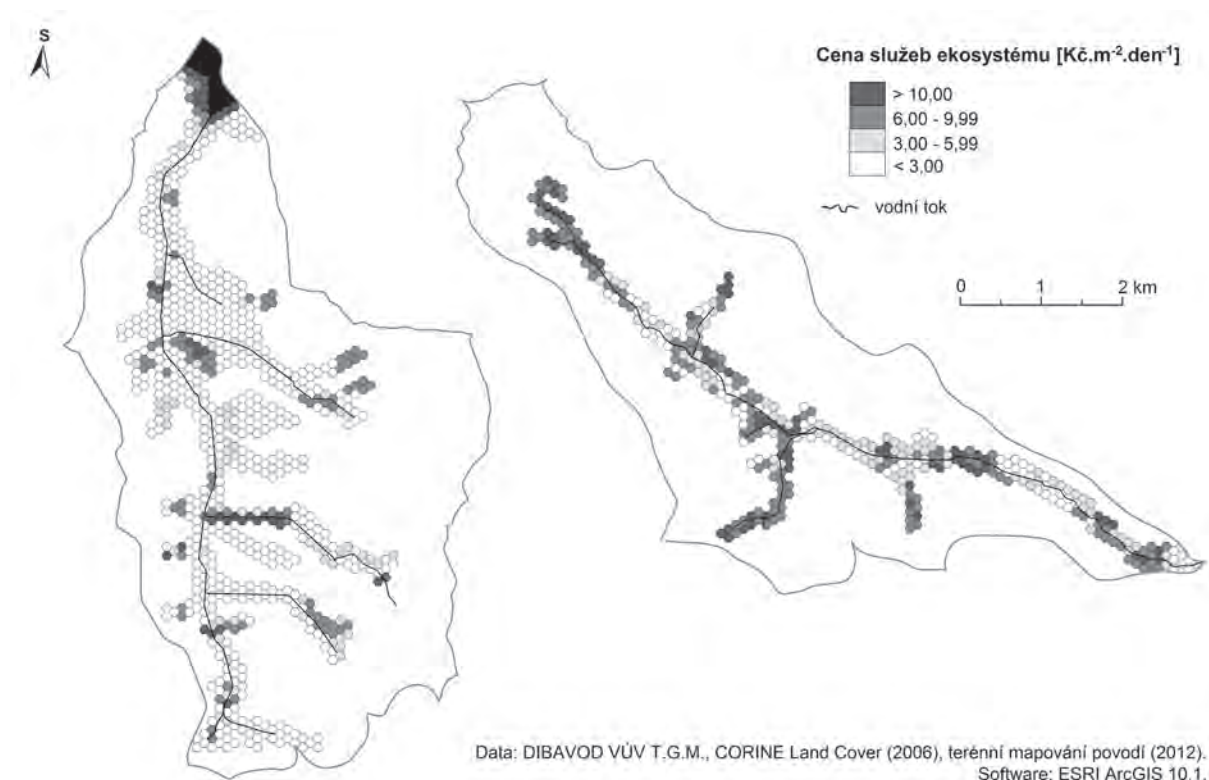 S
Cena služeb ekosystému [Kč.m⁻².den⁻¹]
> 10,00
6,00 - 9,99
3,00 - 5,99
< 3,00
vodní tok
0 1 2 km
Data: DIBAVOD VÚV T.G.M., CORINE Land Cover (2006), terénní mapování povodí (2012).
Software: ESRI ArcGIS 10.1.